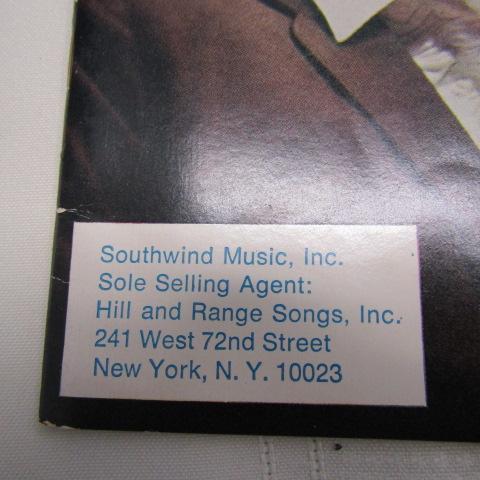 Southwind Music, Inc.
Sole Selling Agent:
Hill and Range Songs, Inc.
241 West 72nd Street
New York, N. Y. 10023